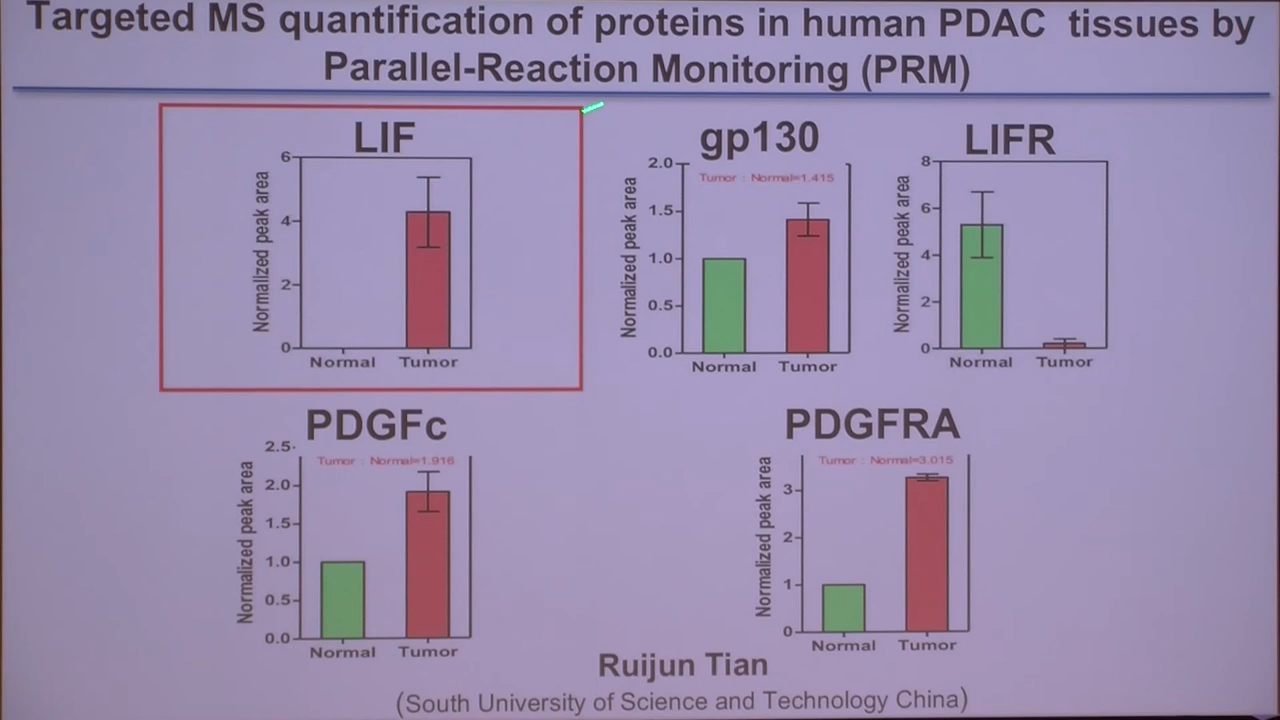 Targeted MS quantification of proteins in human PDAC tissues by
Parallel-Reaction Monitoring (PRM)
LIF
Normalized peak area
6
4
2
0
Normal Tumor
gp130
Tumor : Normal=1.415
Normalized peak area
2.0
1.5
1.0
0.5
0.0
Normal Tumor
LIFR
Normalized peak area
8
6
4
2
0
Normal Tumor
PDGFc
Tumor : Normal=1.916
Normalized peak area
2.5
2.0
1.5
1.0
0.5
0.0
Normal Tumor
PDGFRA
Tumor : Normal=3.015
Normalized peak area
3
2
1
0
Normal Tumor
Ruijun Tian
(South University of Science and Technology China)